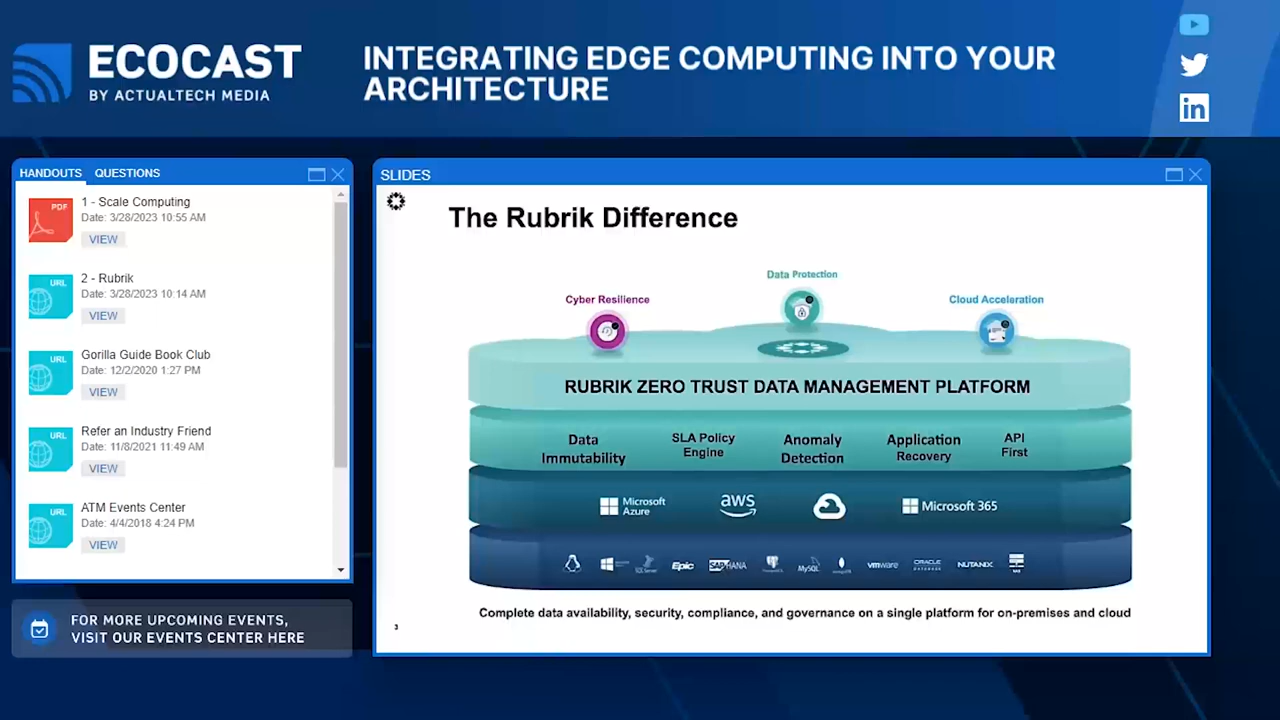 ECOCAST
BY ACTUALTECH MEDIA
INTEGRATING EDGE COMPUTING INTO YOUR
ARCHITECTURE
in
HANDOUTS QUESTIONS
PDF
1 - Scale Computing
Date: 3/28/2023 10:55 AM
VIEW
URL
2 - Rubrik
Date: 3/28/2023 10:14 AM
VIEW
URL
Gorilla Guide Book Club
Date: 12/2/2020 1:27 PM
VIEW
URL
Refer an Industry Friend
Date: 11/8/2021 11:49 AM
VIEW
URL
ATM Events Center
Date: 4/4/2018 4:24 PM
VIEW
FOR MORE UPCOMING EVENTS,
VISIT OUR EVENTS CENTER HERE
SLIDES
The Rubrik Difference
Data Protection
Cyber Resilience
Cloud Acceleration
RUBRIK ZERO TRUST DATA MANAGEMENT PLATFORM
Data
Immutability
SLA Policy
Engine
Anomaly
Detection
Application
Recovery
API
First
Microsoft
Azure
aws
Microsoft 365
Epic
SAP HANA
MySQL
vmware
ORACLE
DATABASE
NUTANIX
Complete data availability, security, compliance, and governance on a single platform for on-premises and cloud
3